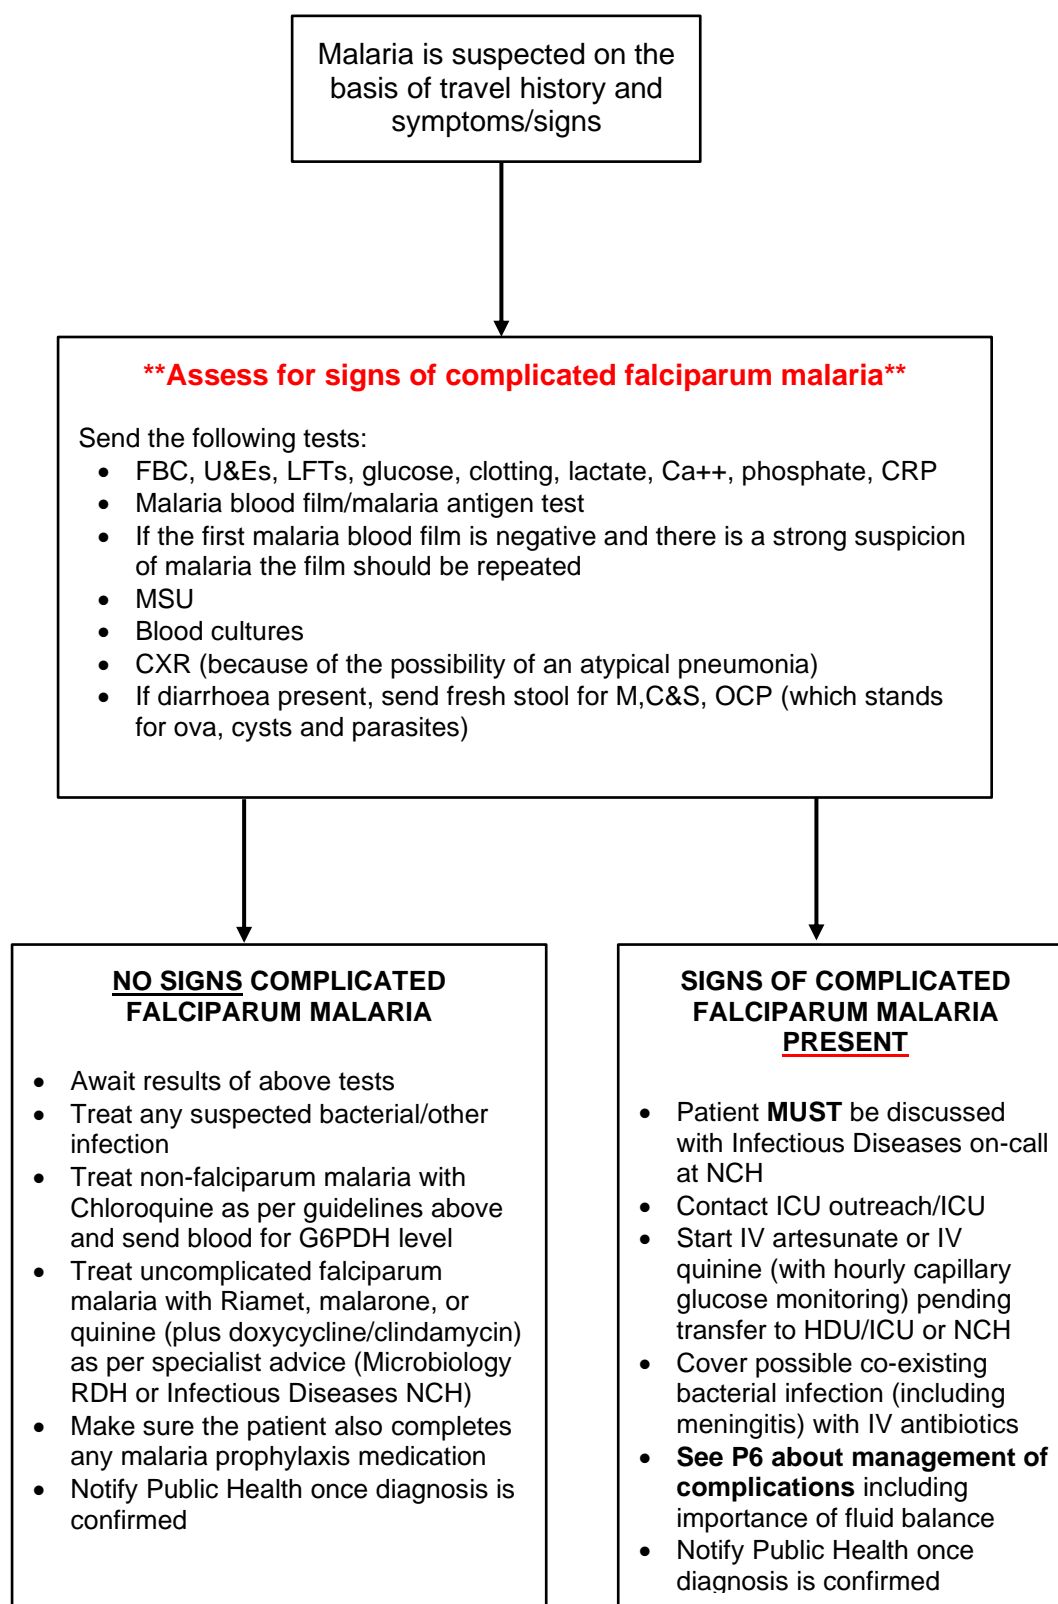 Malaria is suspected on the
basis of travel history and
symptoms/signs
**Assess for signs of complicated falciparum malaria**
Send the following tests:
• FBC, U&Es, LFTs, glucose, clotting, lactate, Ca++, phosphate, CRP
• Malaria blood film/malaria antigen test
• If the first malaria blood film is negative and there is a strong suspicion
of malaria the film should be repeated
• MSU
• Blood cultures
• CXR (because of the possibility of an atypical pneumonia)
• If diarrhoea present, send fresh stool for M,C&S, OCP (which stands
for ova, cysts and parasites)
NO SIGNS COMPLICATED
FALCIPARUM MALARIA
• Await results of above tests
• Treat any suspected bacterial/other
infection
• Treat non-falciparum malaria with
Chloroquine as per guidelines above
and send blood for G6PDH level
• Treat uncomplicated falciparum
malaria with Riamet, malarone, or
quinine (plus doxycycline/clindamycin)
as per specialist advice (Microbiology
RDH or Infectious Diseases NCH)
• Make sure the patient also completes
any malaria prophylaxis medication
• Notify Public Health once diagnosis is
confirmed
SIGNS OF COMPLICATED
FALCIPARUM MALARIA
PRESENT
• Patient MUST be discussed
with Infectious Diseases on-call
at NCH
• Contact ICU outreach/ICU
• Start IV artesunate or IV
quinine (with hourly capillary
glucose monitoring) pending
transfer to HDU/ICU or NCH
• Cover possible co-existing
bacterial infection (including
meningitis) with IV antibiotics
• See P6 about management of
complications including
importance of fluid balance
• Notify Public Health once
diagnosis is confirmed